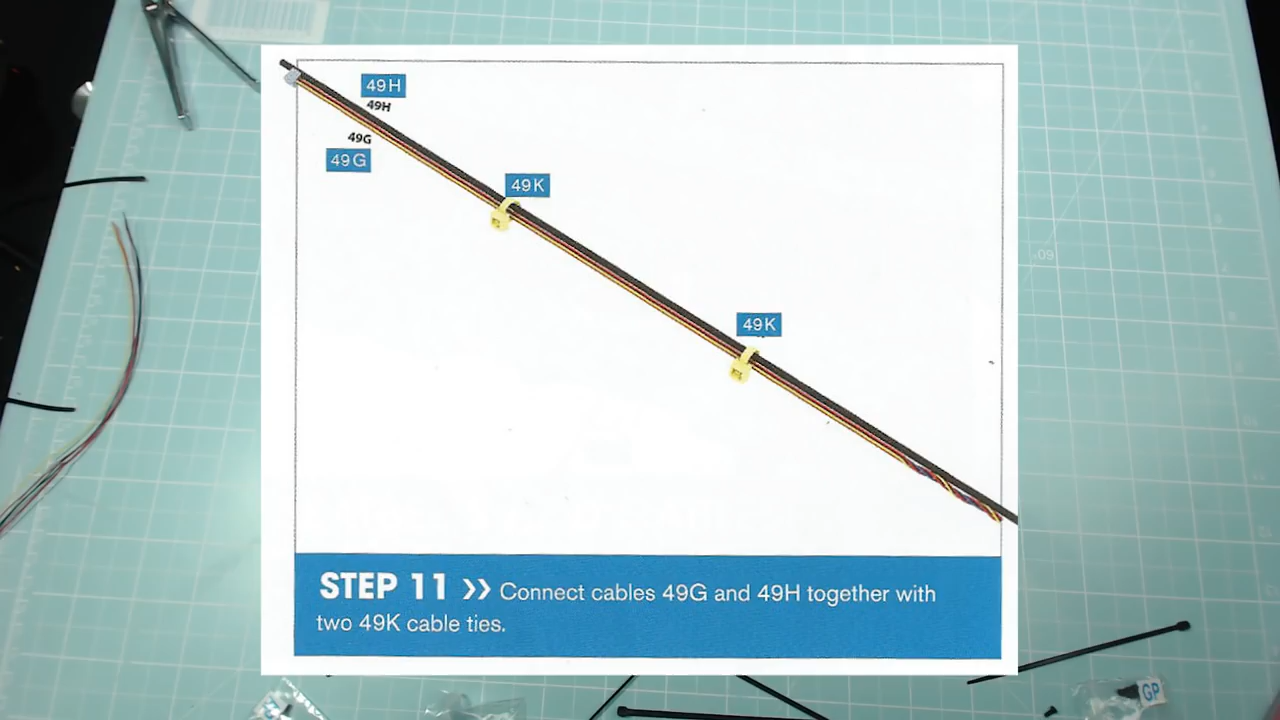 49H
49H
49G
49G
49K
49K
STEP 11 >> Connect cables 49G and 49H together with
two 49K cable ties.
60
GP